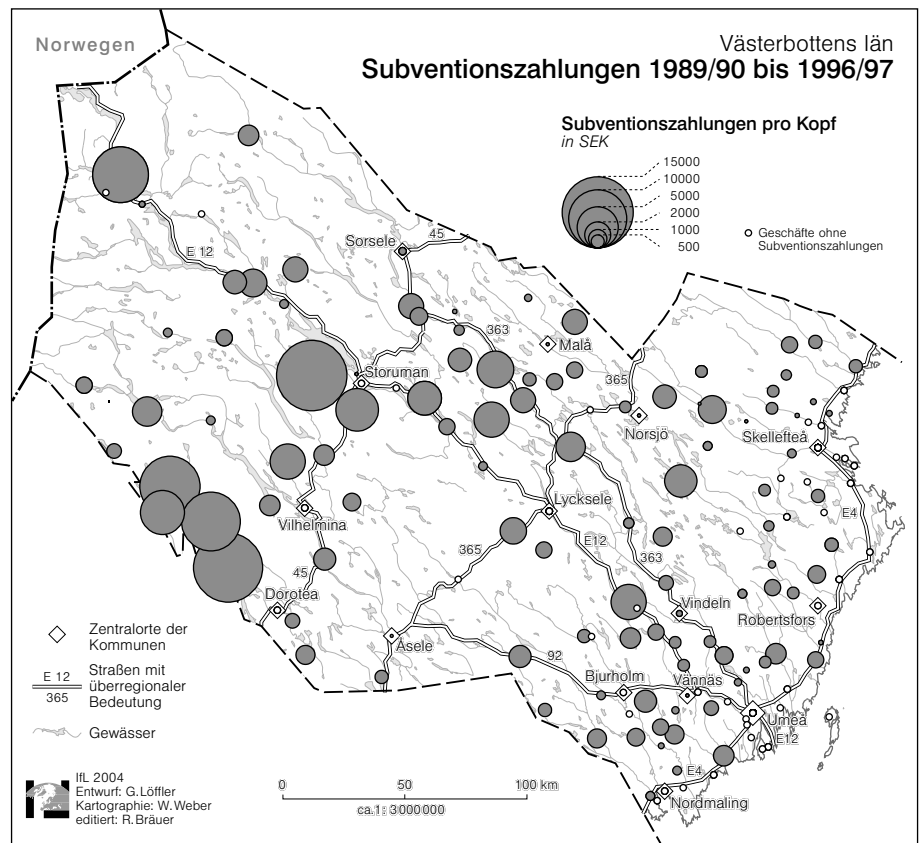 Norwegen
Västerbottens län
Subventionszahlungen 1989/90 bis 1996/97
Subventionszahlungen pro Kopf
in SEK
15000
10000
5000
2000
1000
500
Geschäfte ohne
Subventionszahlungen
45
Sorsele
E 12
363
Malå
365
Storuman
Norsjö
Skellefteå
Lycksele
Vilhelmina
E4
365
E12
363
45
Dorotea
Vindeln
Robertsfors
Åsele
92
Bjurholm
Vännäs
Umeå
E12
E4
Nordmaling
Zentralorte der
Kommunen
E 12
365
Straßen mit
überregionaler
Bedeutung
Gewässer
IfL 2004
Entwurf: G.Löffler
Kartographie: W.Weber
editiert: R.Bräuer
0 50 100 km
ca.1:3000000